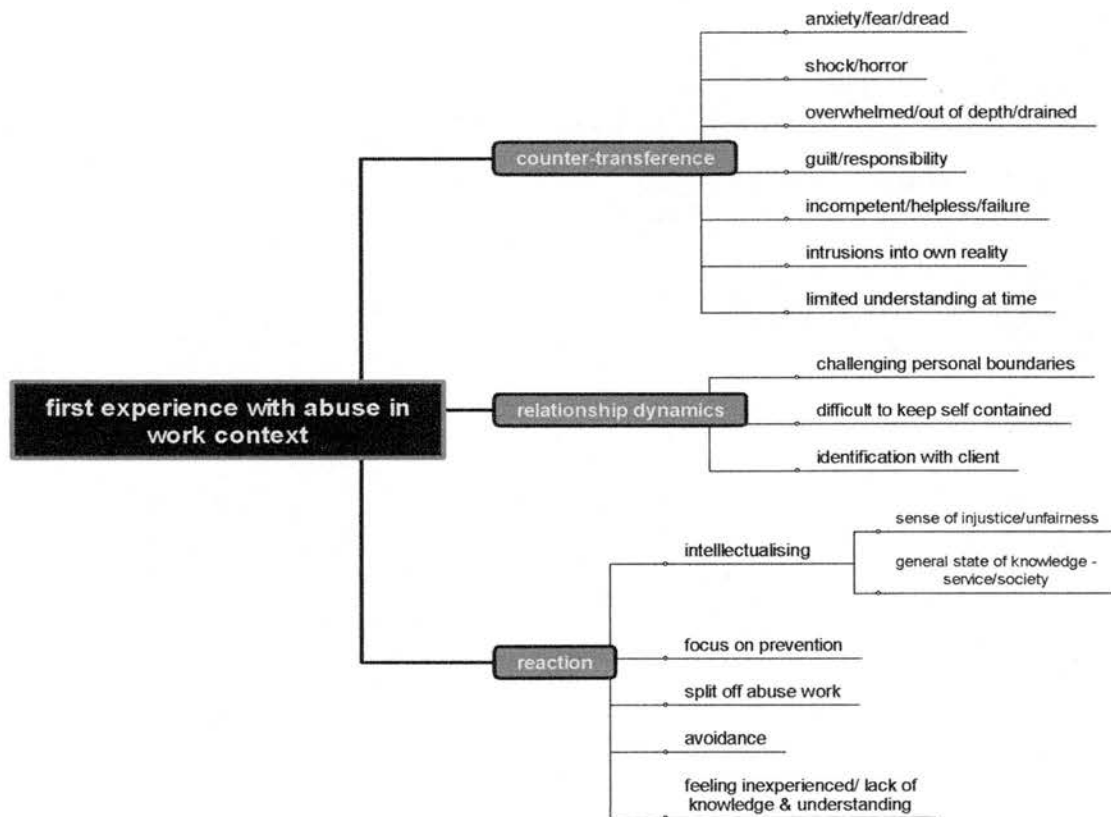 anxiety/fear/dread
shock/horror
overwhelmed/out of depth/drained
counter-transference
guilt/responsibility
incompetent/helpless/failure
intrusions into own reality
limited understanding at time
first experience with abuse in
work context
relationship dynamics
challenging personal boundaries
difficult to keep self contained
identification with client
reaction
intelllectualising
sense of injustice/unfairness
general state of knowledge -
service/society
focus on prevention
split off abuse work
avoidance
feeling inexperienced/ lack of
knowledge & understanding